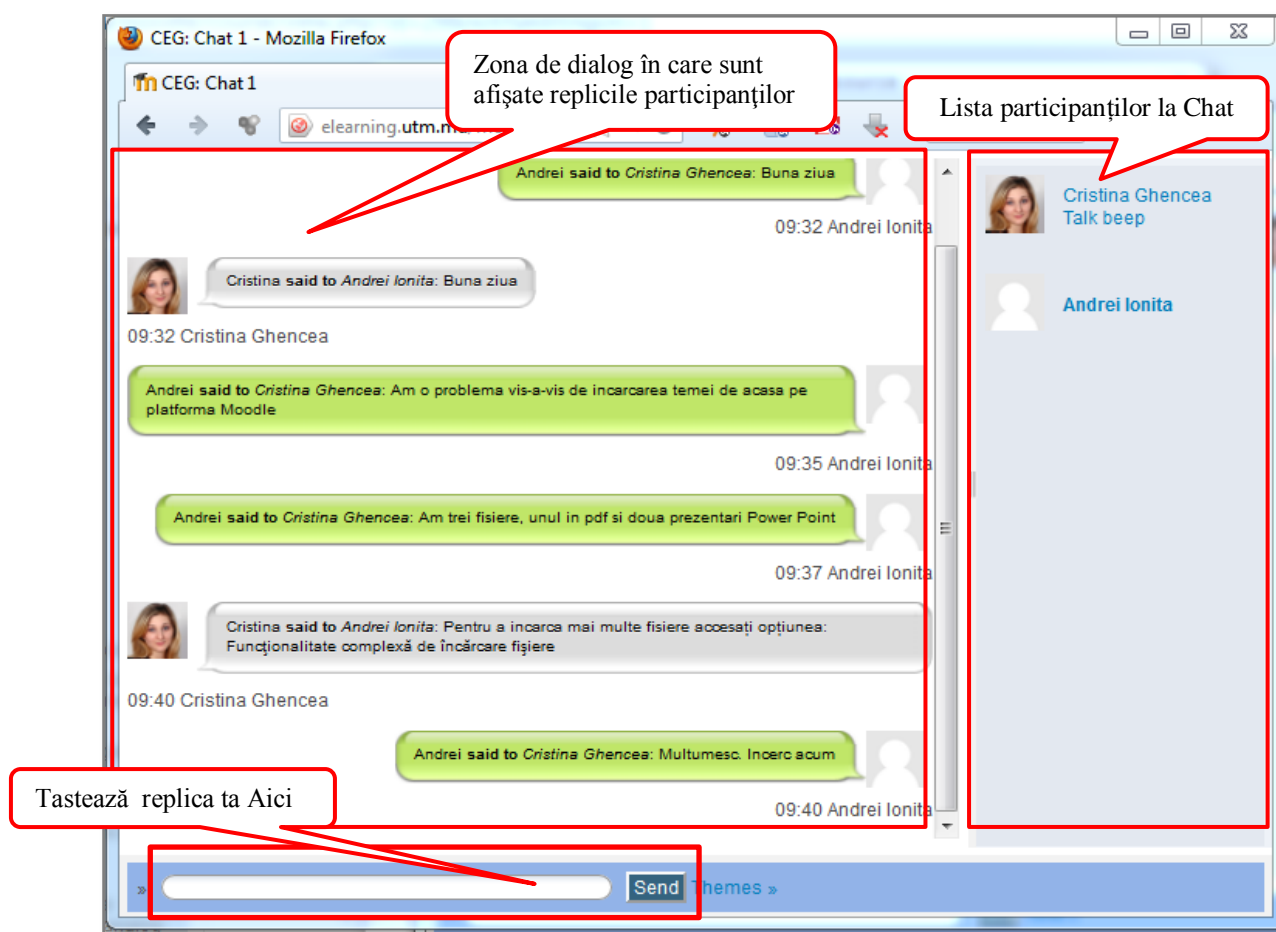 CEG: Chat 1 - Mozilla Firefox
Zona de dialog în care sunt
afişate replicile participanţilor
CEG: Chat 1
Lista participanților la Chat
elearning.utm.md
Andrei said to Cristina Ghencea: Buna ziua
09:32 Andrei Ionita
Cristina Ghencea
Talk beep
Cristina said to Andrei Ionita: Buna ziua
Andrei Ionita
09:32 Cristina Ghencea
Andrei said to Cristina Ghencea: Am o problema vis-a-vis de incarcarea temei de acasa pe
platforma Moodle
09:35 Andrei Ionita
Andrei said to Cristina Ghencea: Am trei fisiere, unul in pdf si doua prezentari Power Point
09:37 Andrei Ionita
Cristina said to Andrei Ionita: Pentru a incarca mai multe fisiere accesați opțiunea:
Funcţionalitate complexă de încărcare fişiere
09:40 Cristina Ghencea
Andrei said to Cristina Ghencea: Multumesc. Incerc acum
09:40 Andrei Ionita
Tastează replica ta Aici
» Send Themes »